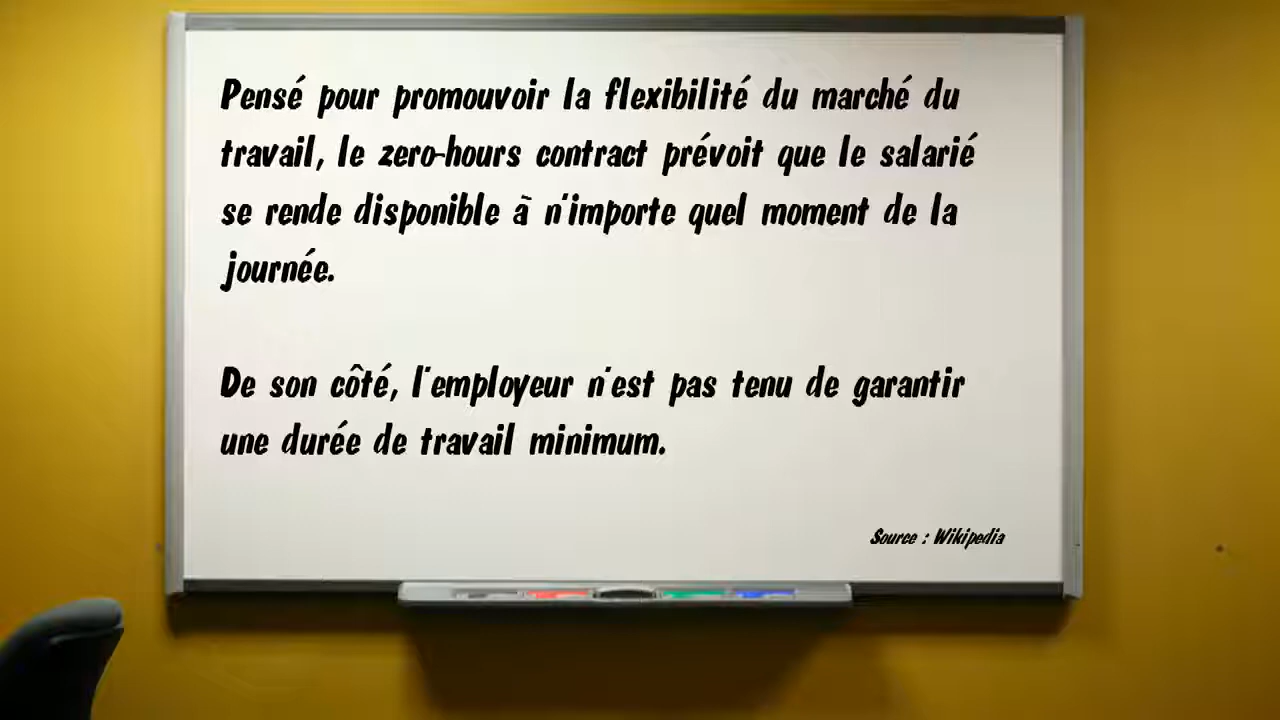 Pensé pour promouvoir la flexibilité du marché du
travail, le zero-hours contract prévoit que le salarié
se rende disponible à n'importe quel moment de la
journée.
De son côté, l'employeur n'est pas tenu de garantir
une durée de travail minimum.
Source : Wikipedia